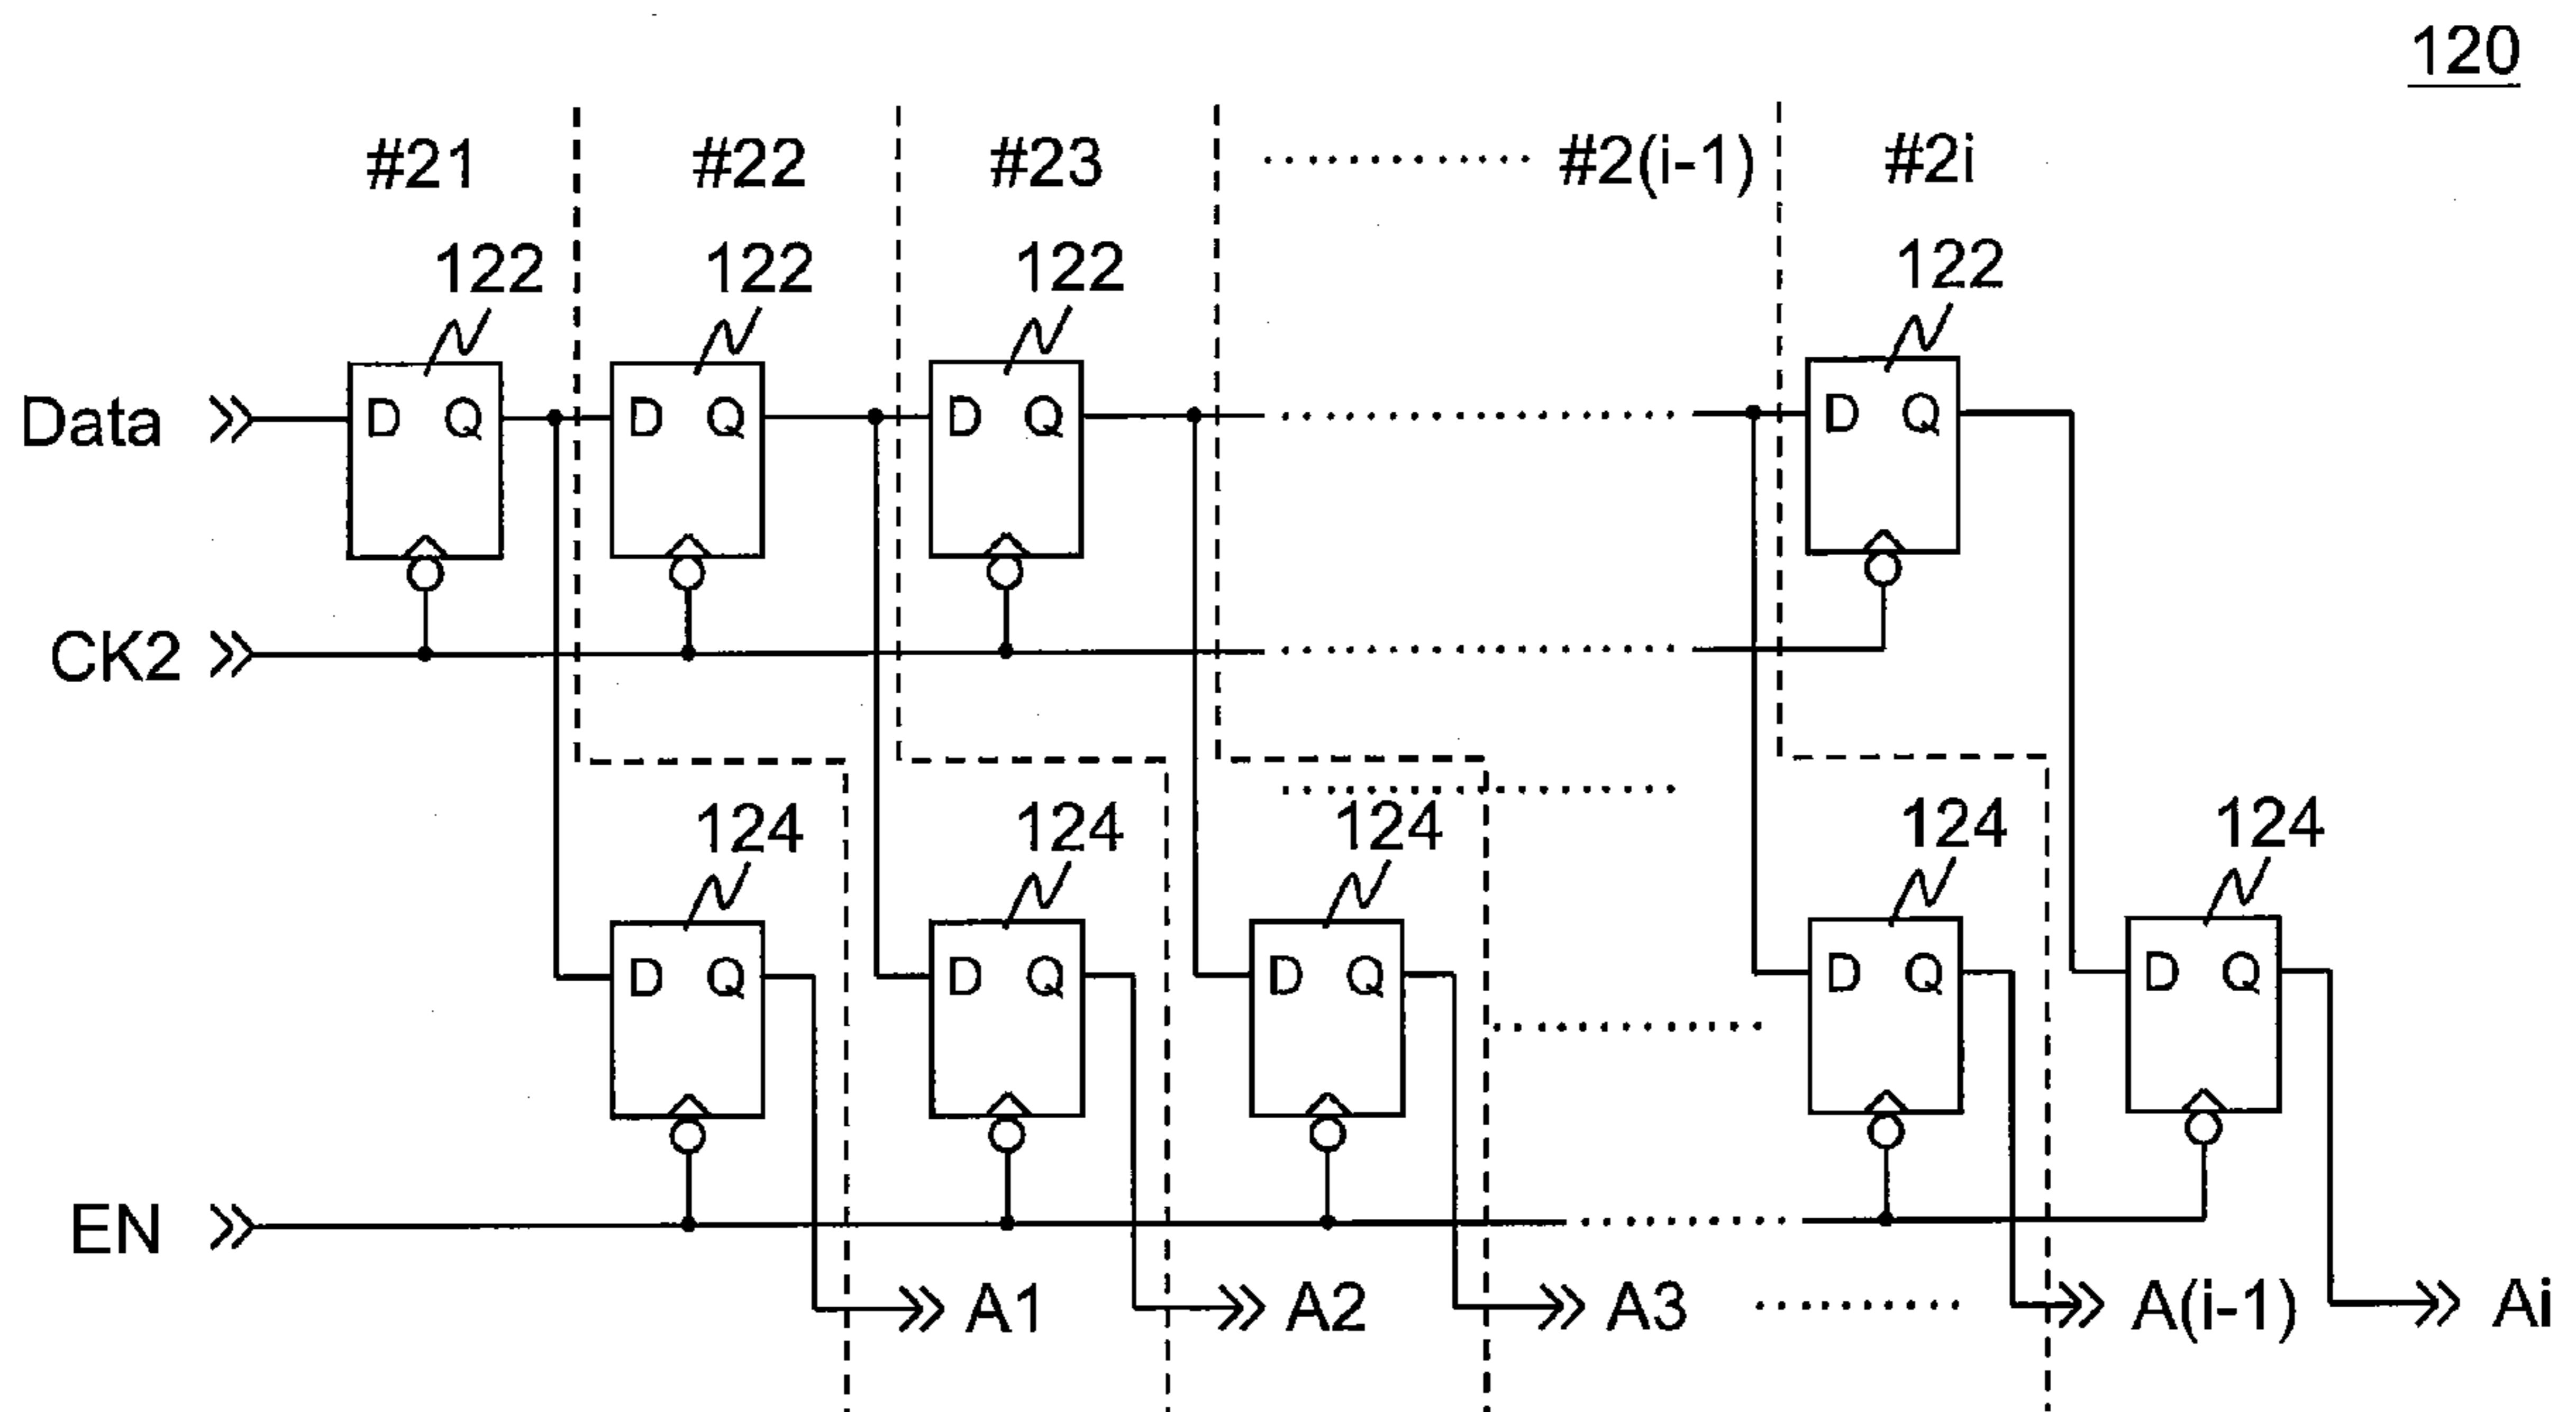 120
#21 #22 #23 #2(i-1) #2i
122 122 122 122
Data D Q D Q D Q D Q
CK2
124 124 124 124 124
D Q D Q D Q D Q D Q
EN
A1 A2 A3 A(i-1) Ai